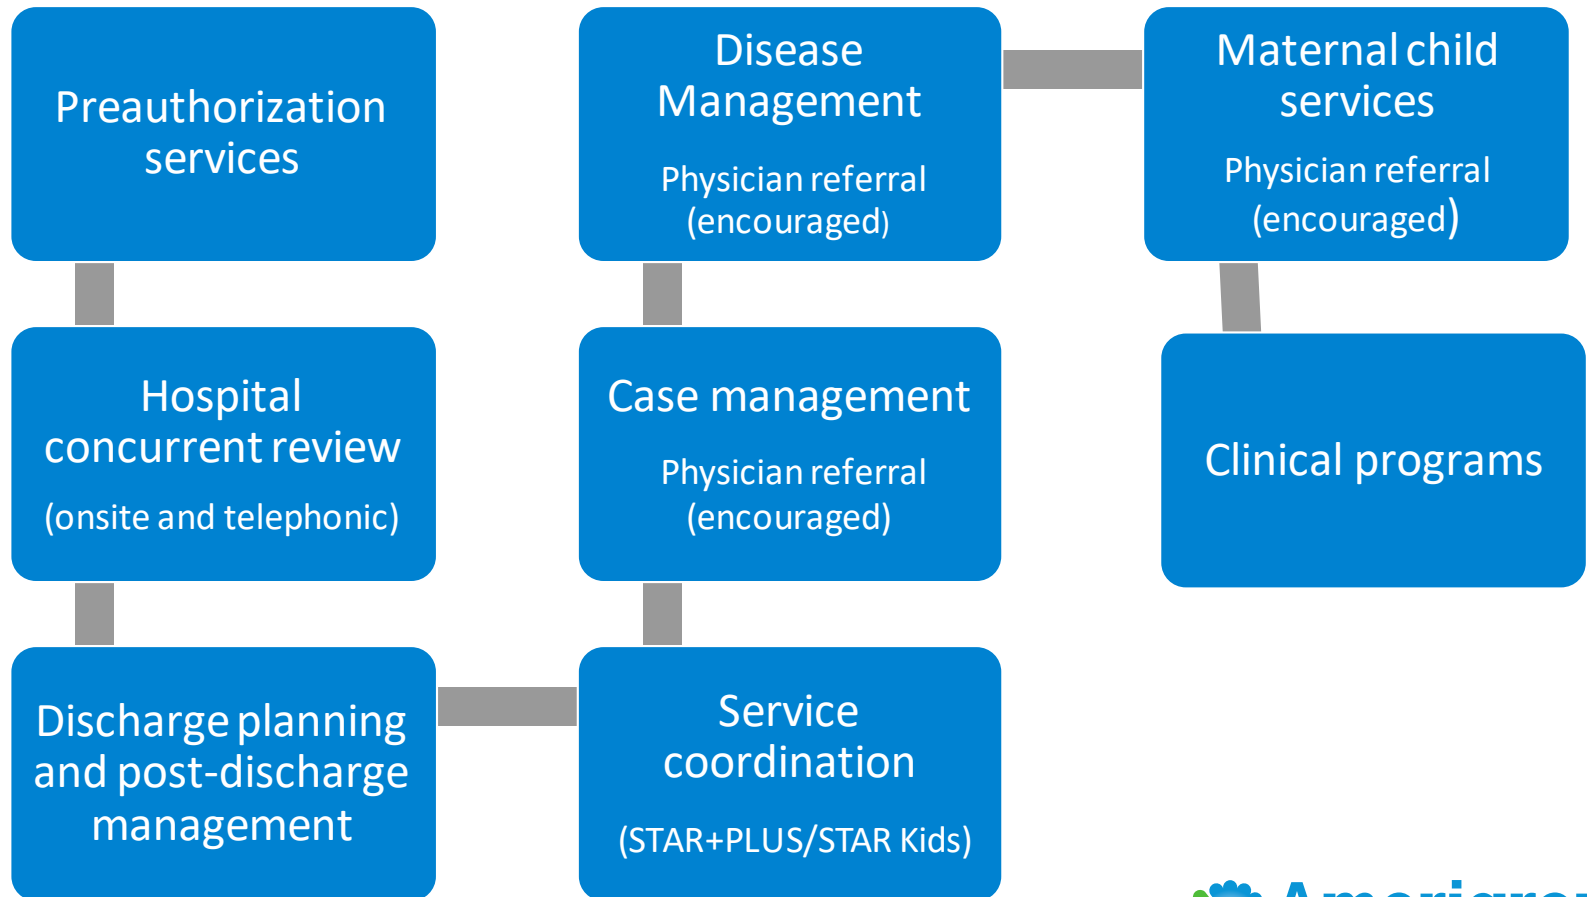 Preauthorization
services
Hospital
concurrent review
(onsite and telephonic)
Discharge planning
and post-discharge
management
Service
coordination
(STAR+PLUS/STAR Kids)
Case management
Physician referral
(encouraged)
Disease
Management
Physician referral
(encouraged)
Maternal child
services
Physician referral
(encouraged)
Clinical programs